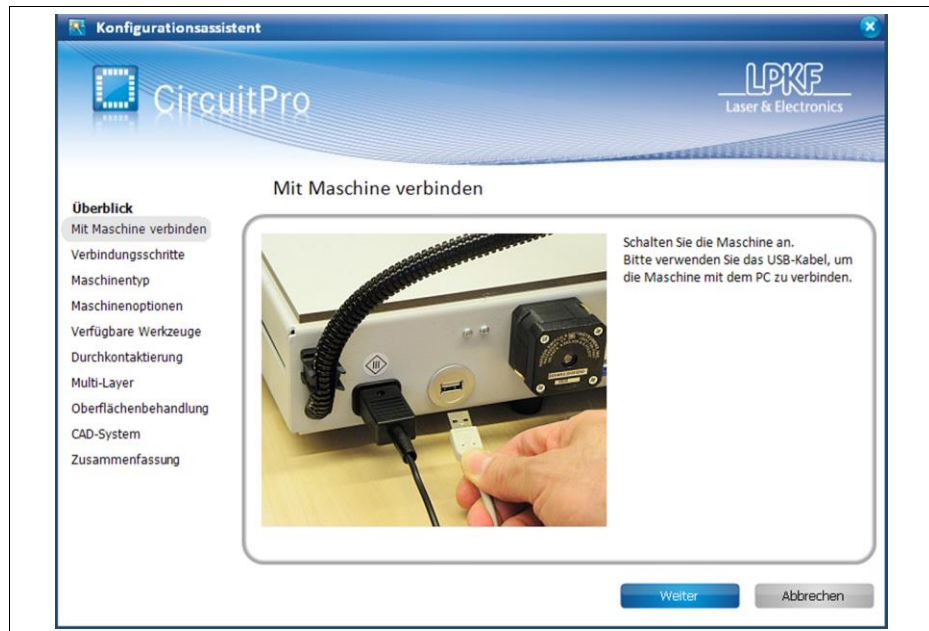 Konfigurationsassistent
CircuitPro
LPKF
Laser & Electronics
Mit Maschine verbinden
Überblick
Mit Maschine verbinden
Verbindungsschritte
Maschinentyp
Maschinenoptionen
Verfügbare Werkzeuge
Durchkontaktierung
Multi-Layer
Oberflächenbehandlung
CAD-System
Zusammenfassung
Schalten Sie die Maschine an.
Bitte verwenden Sie das USB-Kabel, um
die Maschine mit dem PC zu verbinden.
III
Weiter
Abbrechen